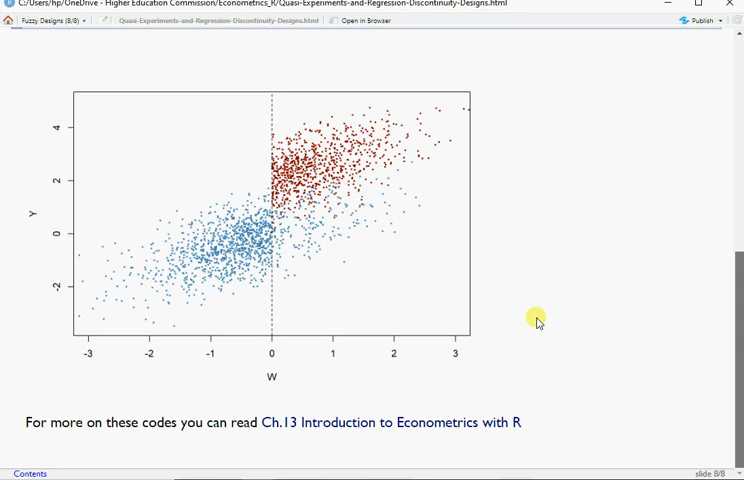 C:/Users/hp/OneDrive - Higher Education Commission/Econometrics_R/Quasi-Experiments-and-Regression-Discontinuity-Designs.html
Fuzzy Designs (8/8) Quasi-Experiments-and-Regression-Discontinuity-Designs.html Open in Browser Publish
4
2
0
-2
Y
-3 -2 -1 0 1 2 3
W
For more on these codes you can read Ch.13 Introduction to Econometrics with R
Contents slide 8/8